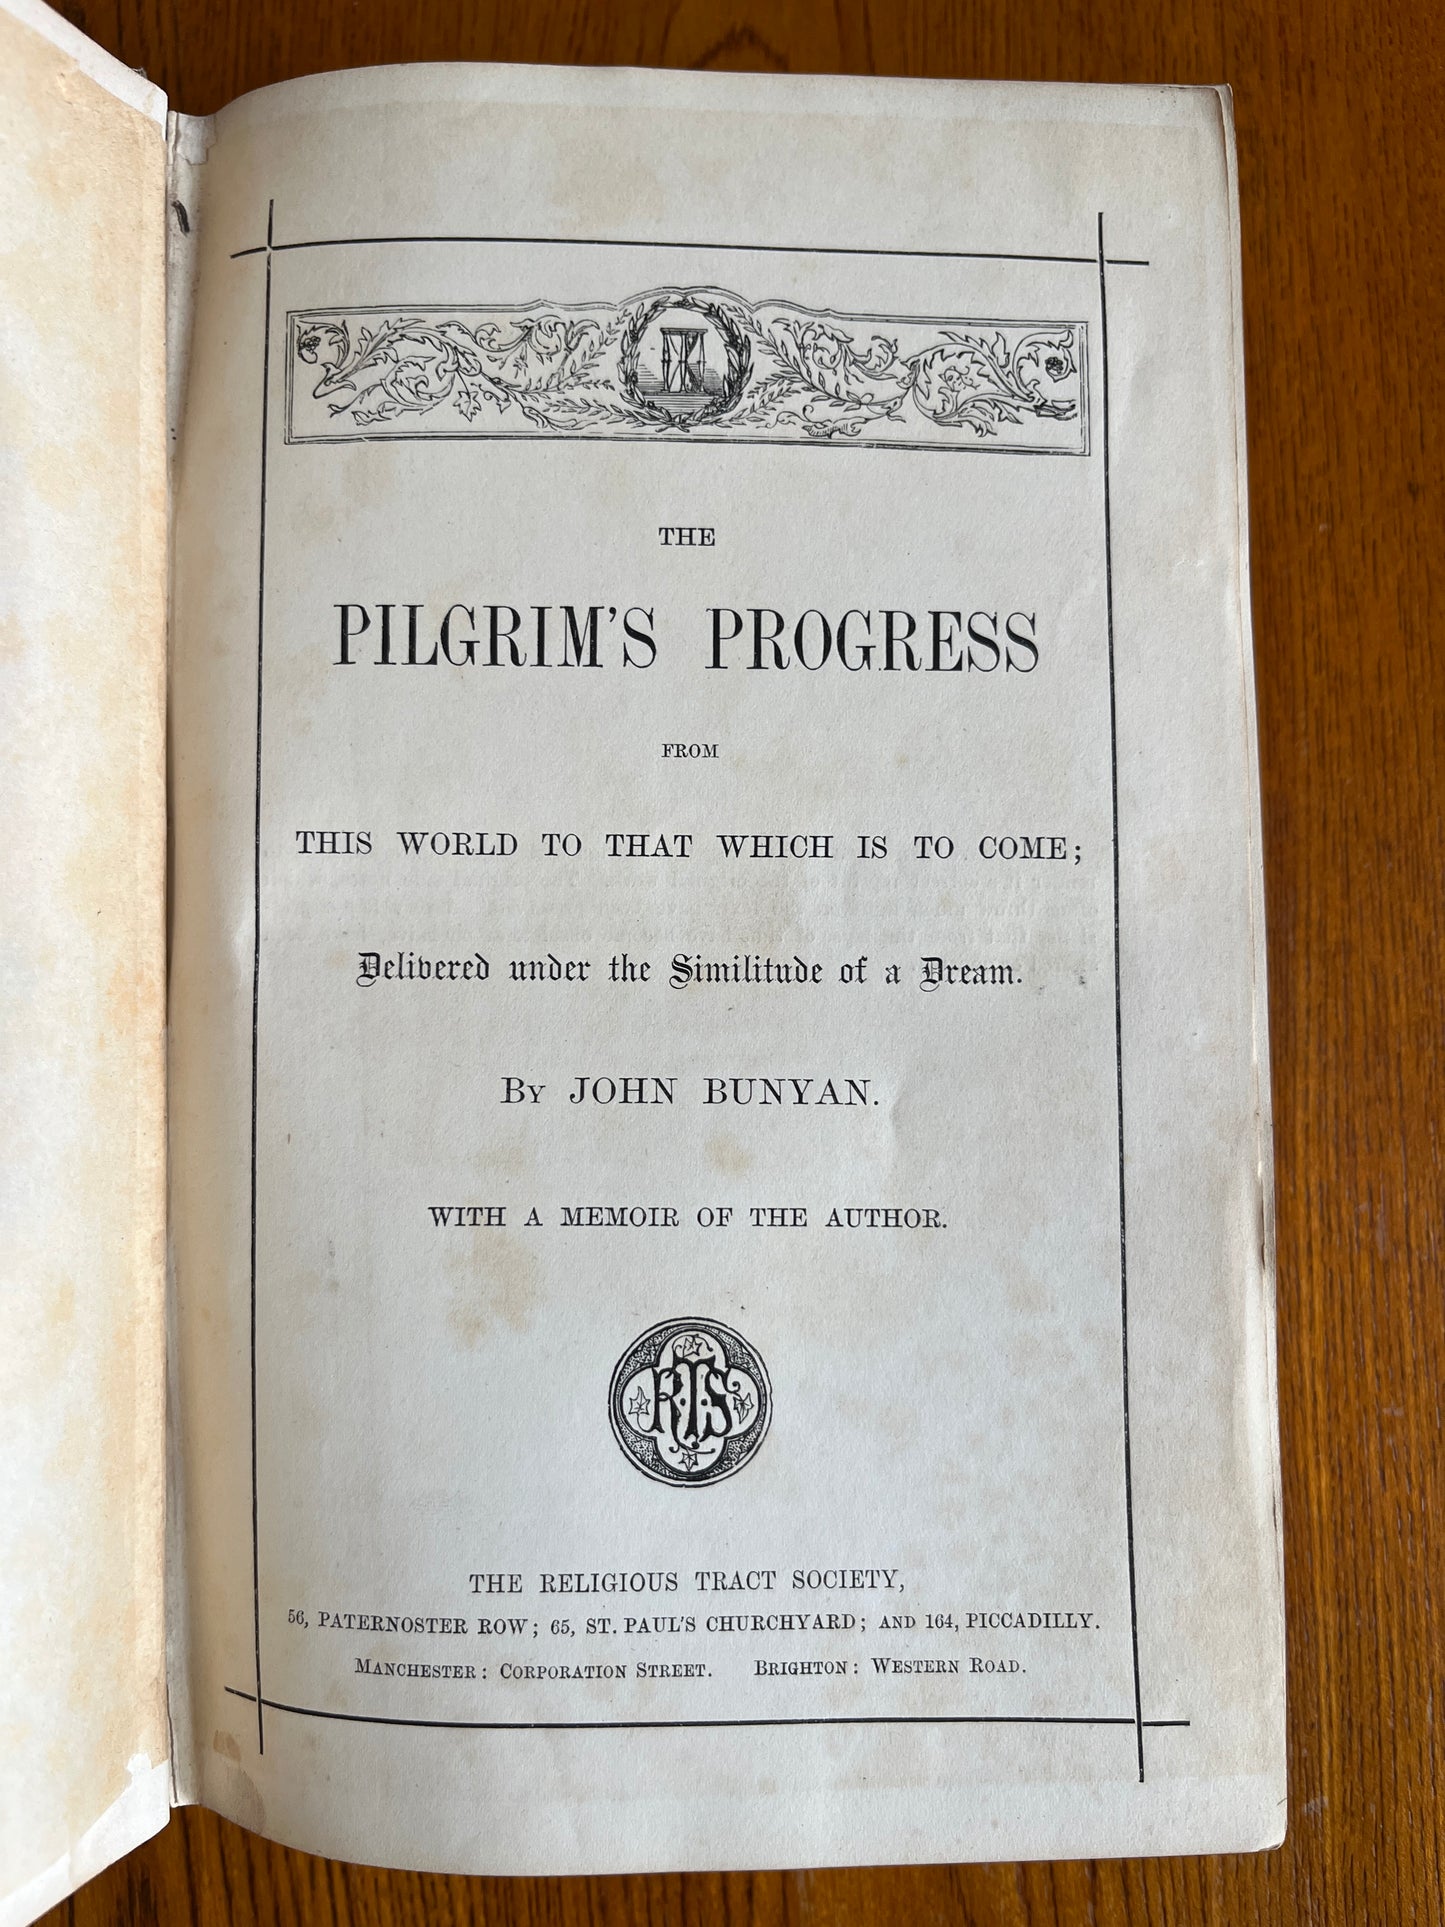 THE
PILGRIM'S PROGRESS
FROM
THIS WORLD TO THAT WHICH IS TO COME;
Delivered under the Similitude of a Dream.
By JOHN BUNYAN.
WITH A MEMOIR OF THE AUTHOR.
R.T.S
THE RELIGIOUS TRACT SOCIETY,
56, PATERNOSTER ROW; 65, ST. PAUL'S CHURCHYARD; AND 164, PICCADILLY.
MANCHESTER: CORPORATION STREET. BRIGHTON: WESTERN ROAD.